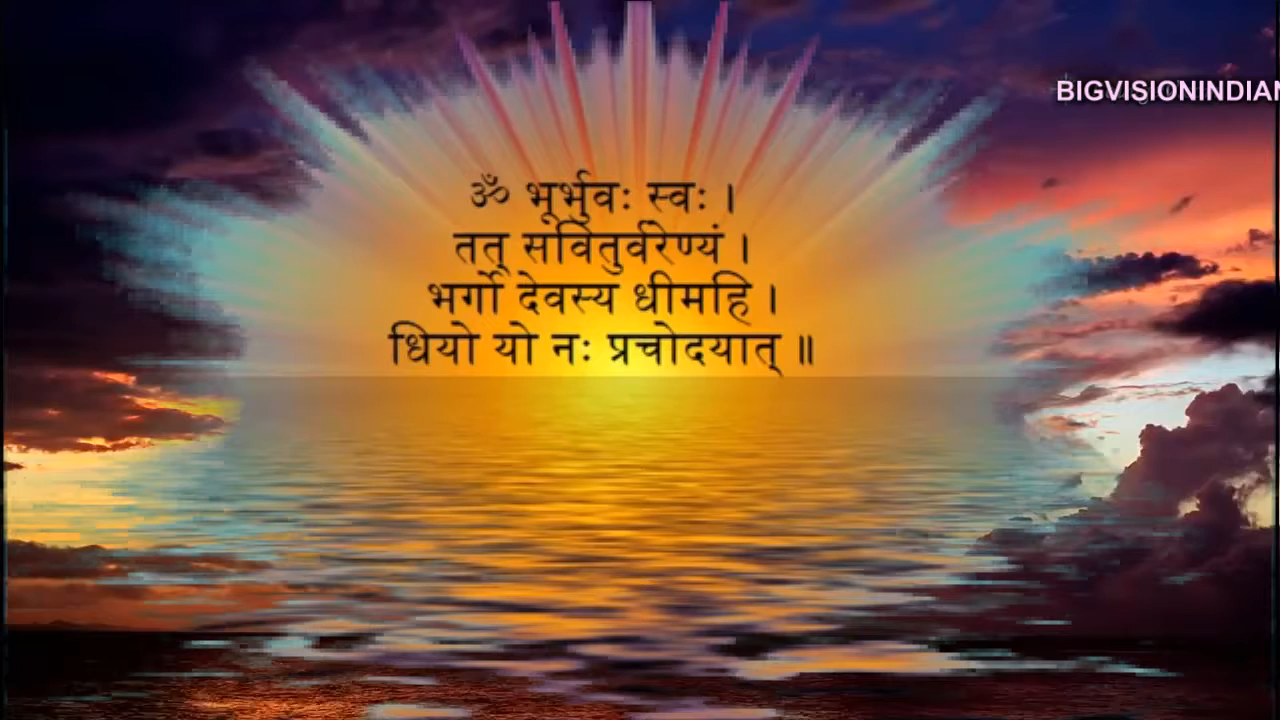 BIGVISIONINDIAN
ॐ भूर्भुवः स्वः ।
तत् सवितुर्वरेण्यं ।
भर्गो देवस्य धीमहि ।
धियो यो नः प्रचोदयात् ॥